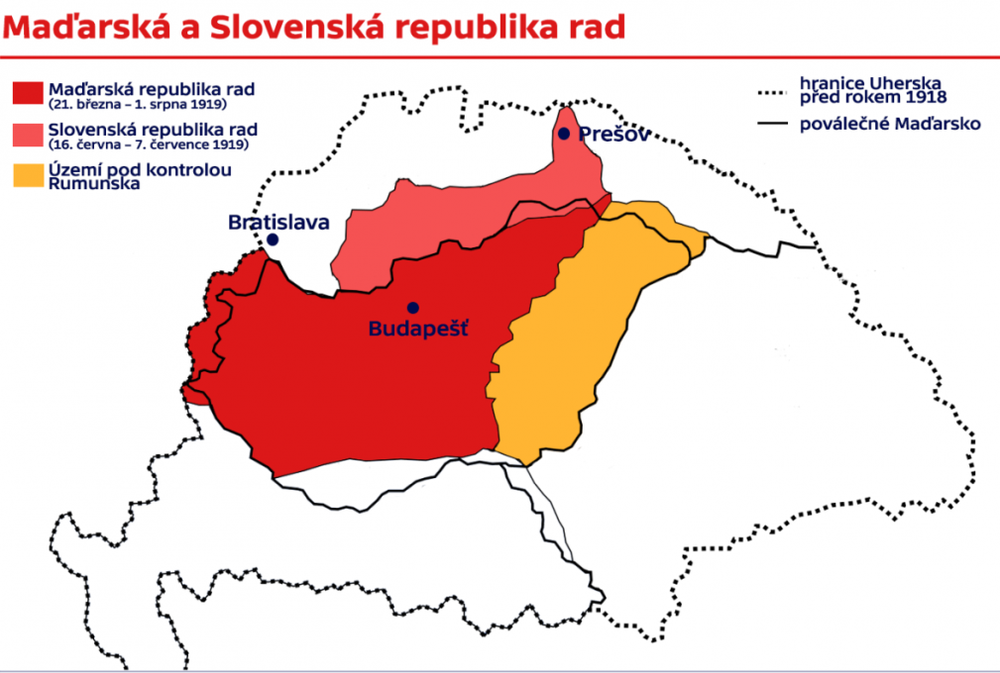 Maďarská a Slovenská republika rad
Maďarská republika rad
(21. března – 1. srpna 1919)
Slovenská republika rad
(16. června – 7. července 1919)
Území pod kontrolou
Rumunska
hranice Uherska
před rokem 1918
poválečné Maďarsko
Prešov
Bratislava
Budapešť